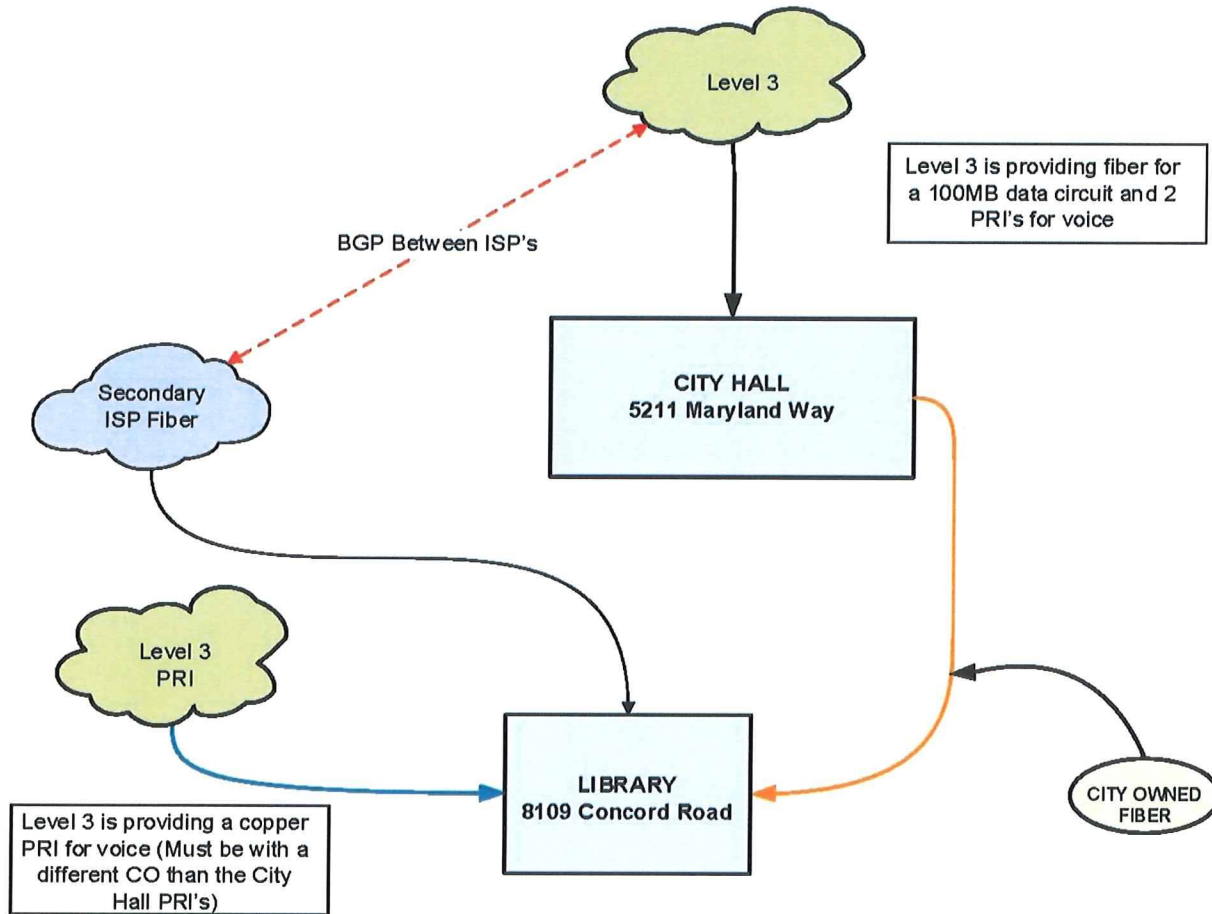 Level 3
Level 3 is providing fiber for
a 100MB data circuit and 2
PRI's for voice
BGP Between ISP's
CITY HALL
5211 Maryland Way
Secondary
ISP Fiber
Level 3
PRI
LIBRARY
8109 Concord Road
CITY OWNED
FIBER
Level 3 is providing a copper
PRI for voice (Must be with a
different CO than the City
Hall PRI's)